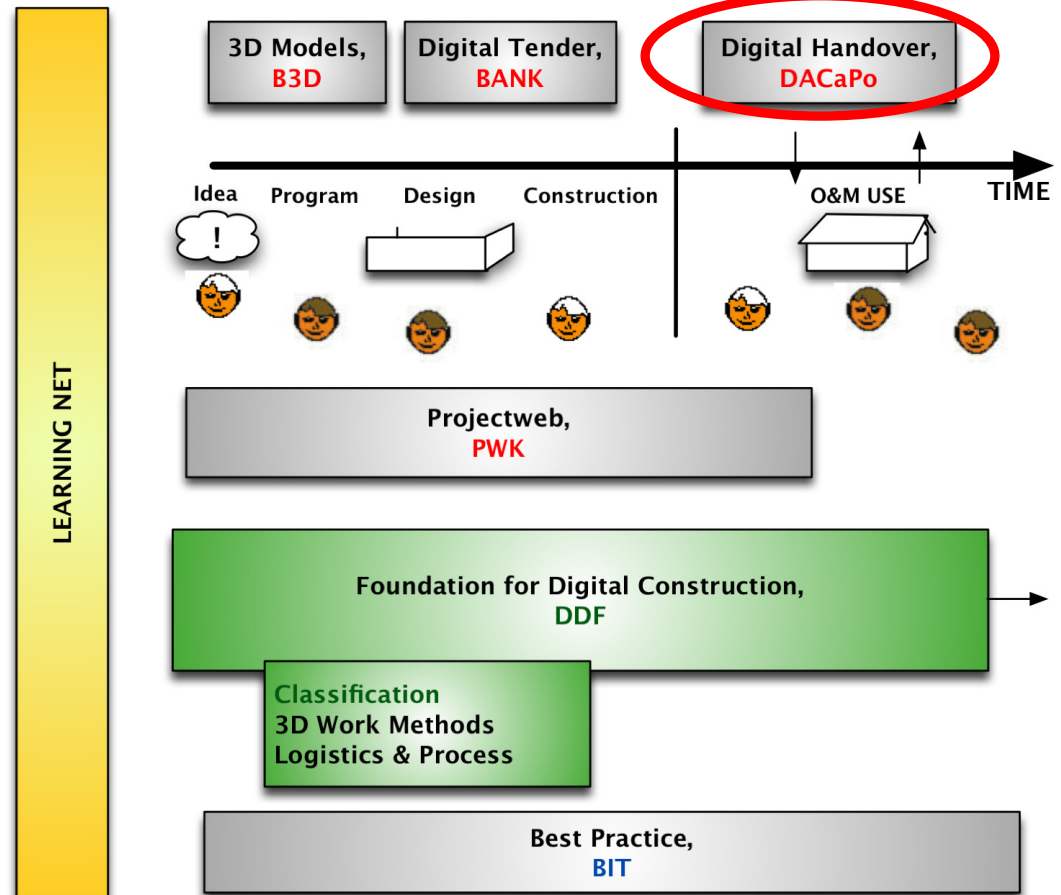 3D Models,
B3D
Digital Tender,
BANK
Digital Handover,
DACaPo
TIME
Idea
Program
Design
Construction
O&M USE
!
LEARNING NET
Projectweb,
PWK
Foundation for Digital Construction,
DDF
Classification
3D Work Methods
Logistics & Process
Best Practice,
BIT